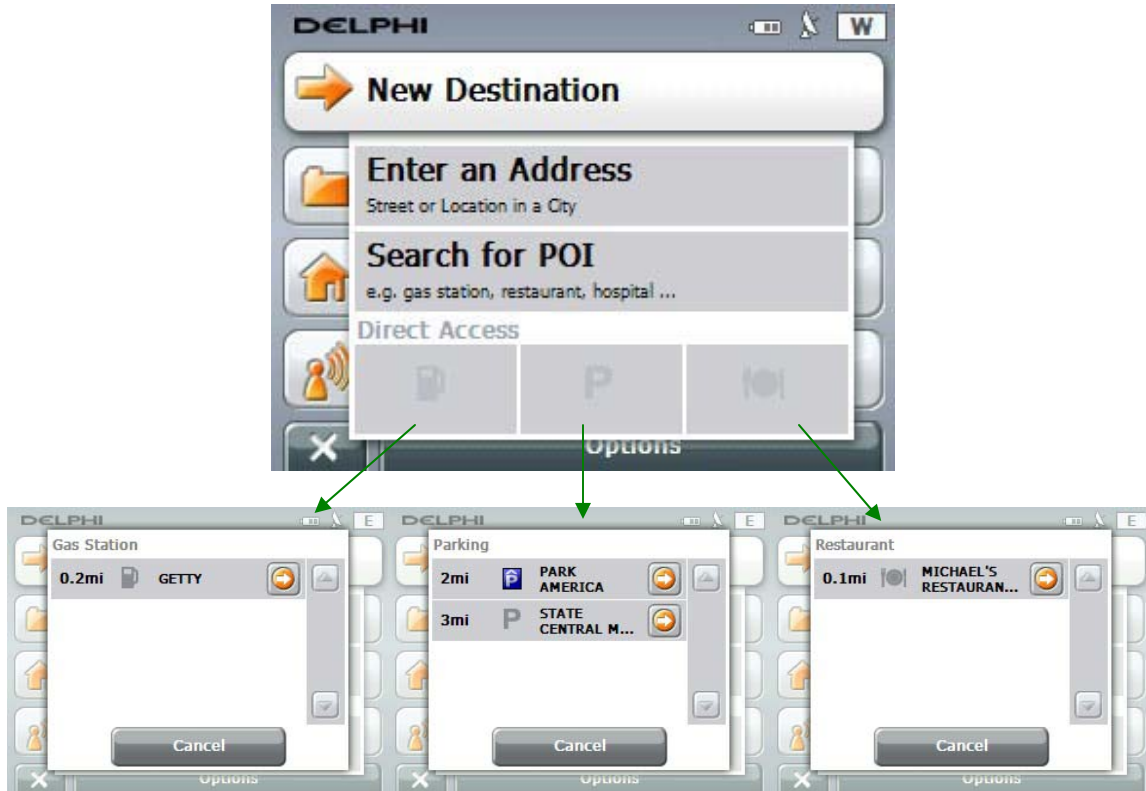 DELPHI
W
New Destination
Enter an Address
Street or Location in a City
Search for POI
e.g. gas station, restaurant, hospital ...
Direct Access
P
Options
DELPHI
E
Gas Station
0.2mi GETTY
Cancel
Options
DELPHI
E
Parking
2mi P PARK
AMERICA
3mi P STATE
CENTRAL M...
Cancel
Options
DELPHI
E
Restaurant
0.1mi MICHAEL'S
RESTAURAN...
Cancel
Options